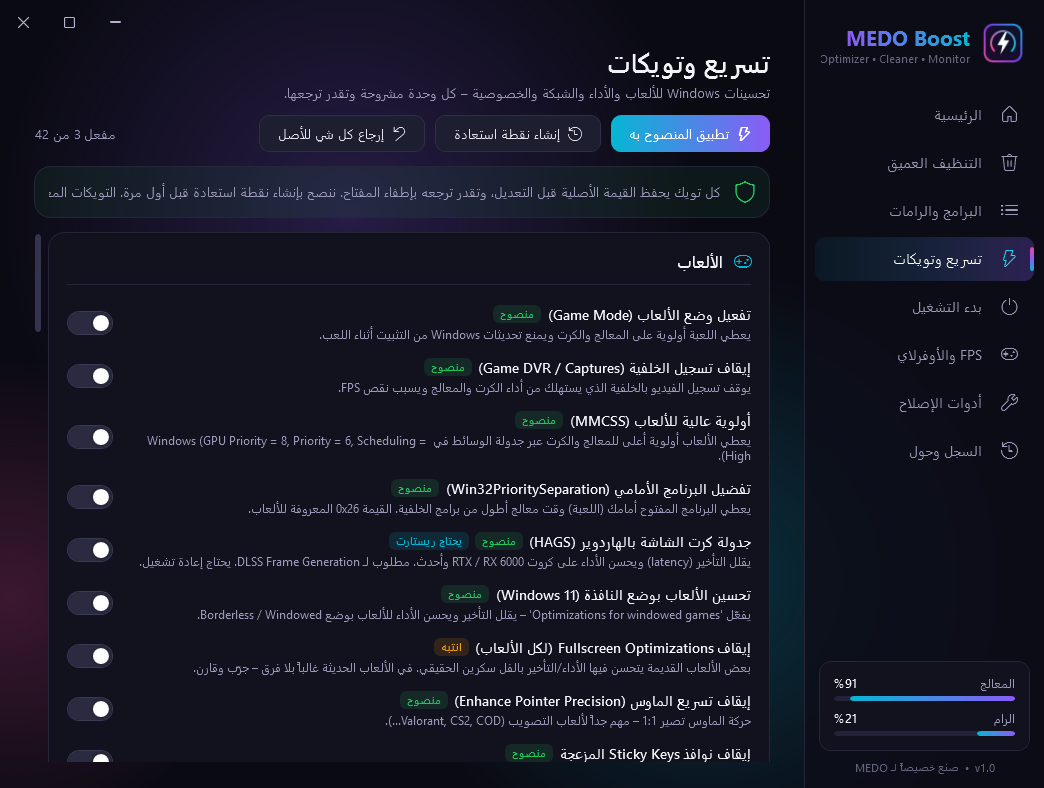 MEDO Boost
Optimizer • Cleaner • Monitor
الرئيسية
التنظيف العميق
البرامج والرامات
تسريع وتويكات
بدء التشغيل
FPS والأوفرلاي
أدوات الإصلاح
السجل وحول
المعالج 91%
الرام 21%
v1.0 • صنع خصيصاً لـ MEDO
تسريع وتويكات
تحسينات Windows للألعاب والأداء والشبكة والخصوصية – كل وحدة مشروحة وتقدر ترجعها.
تطبيق المنصوح به
إنشاء نقطة استعادة
إرجاع كل شي للأصل
مفعل 3 من 42
كل تويك يحفظ القيمة الأصلية قبل التعديل، وتقدر ترجعه بإطفاء المفتاح. ننصح بإنشاء نقطة استعادة قبل أول مرة. التويكات
الألعاب
تفعيل وضع الألعاب (Game Mode) منصوح
يعطي اللعبة أولوية على المعالج والكرت ويمنع تحديثات Windows من التثبيت أثناء اللعب.
إيقاف تسجيل الخلفية (Game DVR / Captures) منصوح
يوقف تسجيل الفيديو بالخلفية الذي يستهلك من أداء الكرت والمعالج ويسبب نقص FPS.
أولوية عالية للألعاب (MMCSS) منصوح
يعطي الألعاب أولوية أعلى للمعالج والكرت عبر جدولة الوسائط في Windows (GPU Priority = 8, Priority = 6, Scheduling =
High).
تفضيل البرنامج الأمامي (Win32PrioritySeparation) منصوح
يعطي البرنامج المفتوح أمامك (اللعبة) وقت معالج أطول من برامج الخلفية. القيمة 0x26 المعروفة للألعاب.
جدولة كرت الشاشة بالهاردوير (HAGS) منصوح يحتاج ريستارت
يقلل التأخير (latency) ويحسن الأداء على كروت RTX / RX 6000 وأحدث. مطلوب لـ DLSS Frame Generation. يحتاج إعادة تشغيل.
تحسين الألعاب بوضع النافذة (Windows 11) منصوح
يفعّل 'Optimizations for windowed games' – يقلل التأخير ويحسن الأداء للألعاب بوضع Borderless / Windowed.
إيقاف Fullscreen Optimizations (لكل الألعاب) انتبه
بعض الألعاب القديمة يتحسن فيها الأداء/التأخير بالفل سكرين الحقيقي. في الألعاب الحديثة غالباً بلا فرق – جرّب وقارن.
إيقاف تسريع الماوس (Enhance Pointer Precision) منصوح
حركة الماوس تصير 1:1 – مهم جداً لألعاب التصويب (Valorant, CS2, COD...).
إيقاف نوافذ Sticky Keys المزعجة منصوح